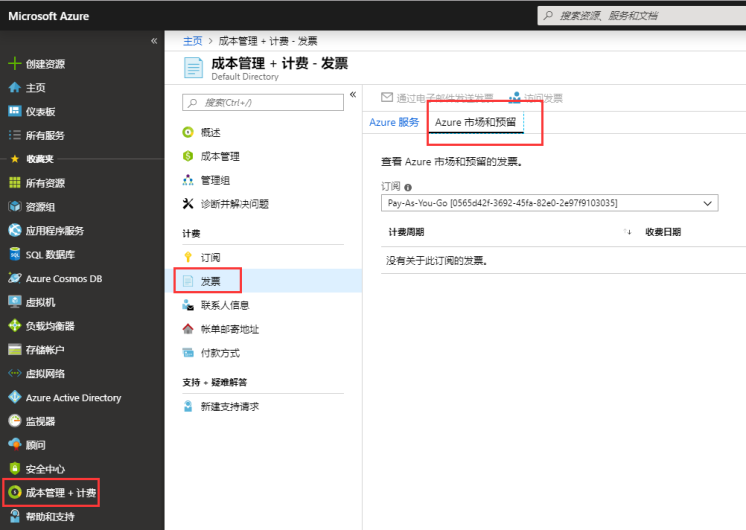 Microsoft Azure
搜索资源、服务和文档
主页 > 成本管理 + 计费 - 发票
成本管理 + 计费 - 发票
Default Directory
创建资源
主页
仪表板
所有服务
收藏夹
所有资源
资源组
应用程序服务
SQL 数据库
Azure Cosmos DB
虚拟机
负载均衡器
存储帐户
虚拟网络
Azure Active Directory
监视器
顾问
安全中心
成本管理 + 计费
帮助和支持
搜索(Ctrl+/)
概述
成本管理
管理组
诊断并解决问题
计费
订阅
发票
联系人信息
帐单邮寄地址
付款方式
支持 + 疑难解答
新建支持请求
通过电子邮件发送发票 访问发票
Azure 服务 Azure 市场和预留
查看 Azure 市场和预留的发票。
订阅
Pay-As-You-Go [0565d42f-3692-45fa-82e0-2e97f9103035]
计费周期 收费日期
没有关于此订阅的发票。